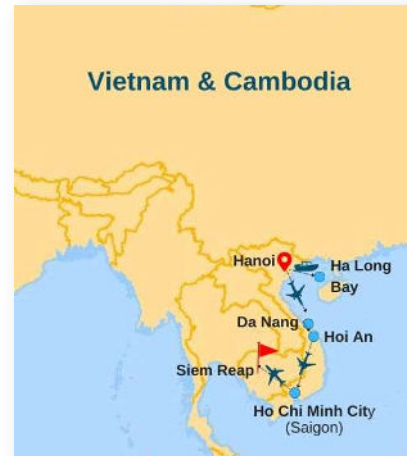 Vietnam & Cambodia
Hanoi
Ha Long
Bay
Da Nang
Hoi An
Siem Reap
Ho Chi Minh City
(Saigon)